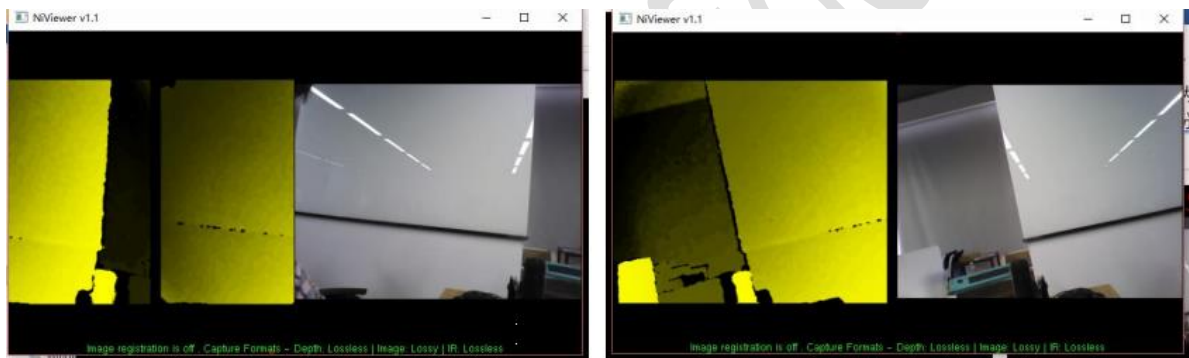 NiViewer v1.1
NiViewer v1.1
Image registration is off . Capture Formats – Depth: Lossless | Image: Lossy | IR: Lossless
Image registration is off . Capture Formats – Depth: Lossless | Image: Lossy | IR: Lossless